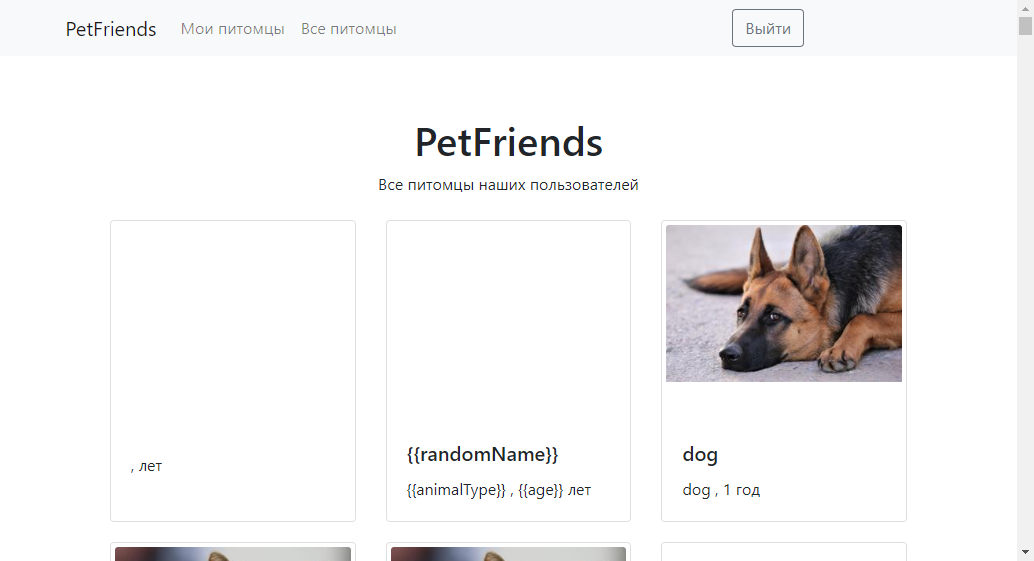 PetFriends Мои питомцы Все питомцы Выйти
PetFriends
Все питомцы наших пользователей
, лет
{{randomName}}
{{animalType}} , {{age}} лет
dog
dog , 1 год